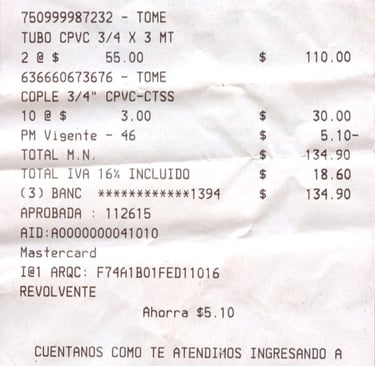 750999987232 - TOME
TUBO CPVC 3/4 X 3 MT
2 @ $ 55.00 $ 110.00
636660673676 - TOME
COPLE 3/4" CPVC-CTSS
10 @ $ 3.00 $ 30.00
PM Vigente - 46 $ 5.10-
TOTAL M.N. $ 134.90
TOTAL IVA 16% INCLUIDO $ 18.60
(3) BANC ************1394 $ 134.90
APROBADA : 112615
AID:A0000000041010
Mastercard
I@1 ARQC: F74A1B01FED11016
REVOLVENTE
Ahorra $5.10
CUENTANOS COMO TE ATENDIMOS INGRESANDO A